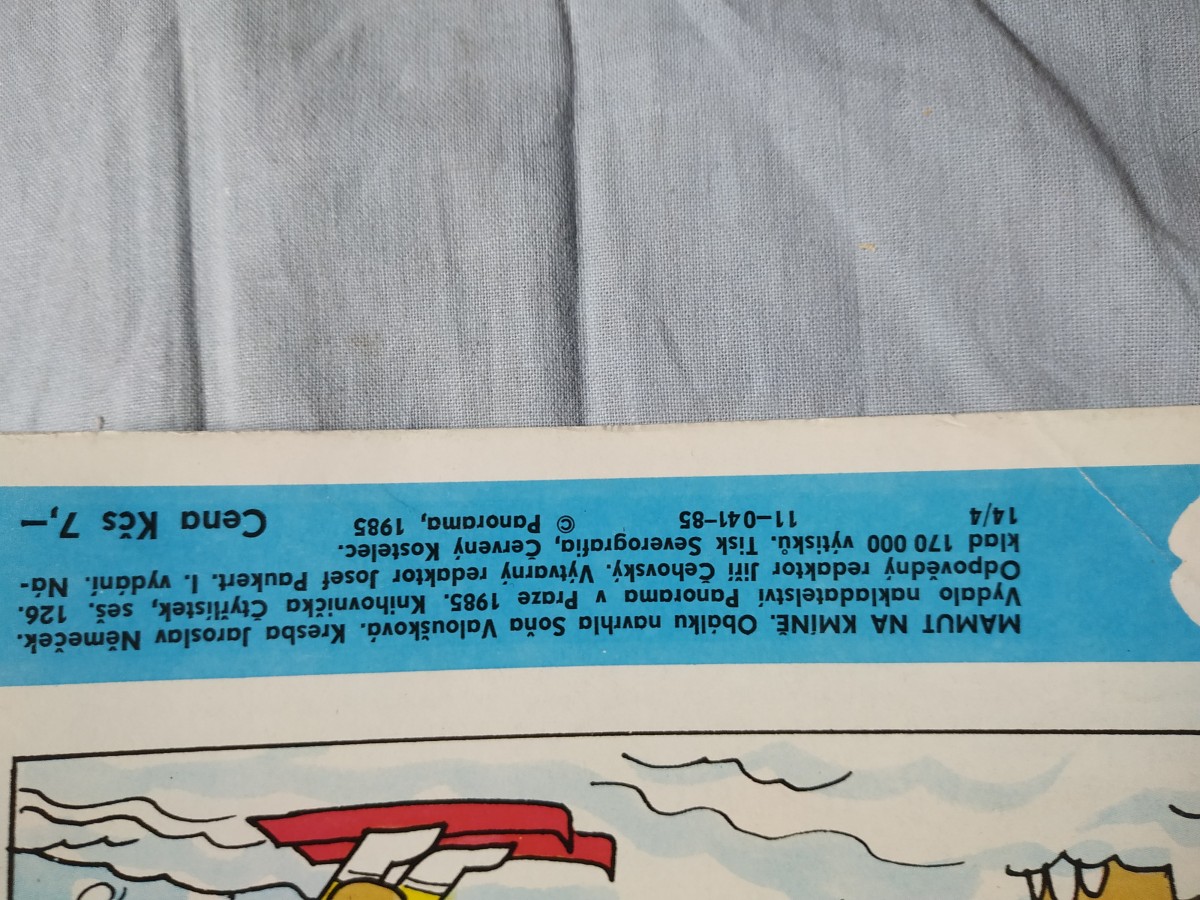 MAMUT NA KMÍNĚ. Obálku navrhla Soňa Valoušková. Kresba Jaroslav Němeček.
Vydalo nakladatelství Panorama v Praze 1985. Knihovnička Čtyřlístek, seš. 126.
Odpovědný redaktor Jiří Čehovský. Výtvarný redaktor Josef Paukert. I. vydání. Ná-
klad 170 000 výtisků. Tisk Severografia, Červený Kostelec.
14/4 11–041–85 © Panorama, 1985 Cena Kčs 7,—